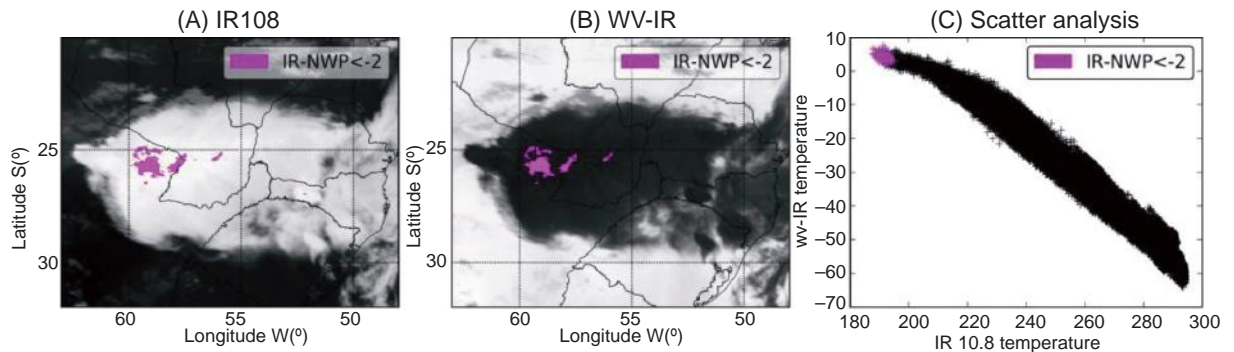 (A) IR108
(B) WV-IR
(C) Scatter analysis
IR-NWP<-2
IR-NWP<-2
IR-NWP<-2
Latitude S(º)
25
30
60
55
50
Longitude W(º)
Latitude S(º)
25
30
60
55
50
Longitude W(º)
wv-IR temperature
10
0
–10
–20
–30
–40
–50
–60
–70
180
200
220
240
260
280
300
IR 10.8 temperature